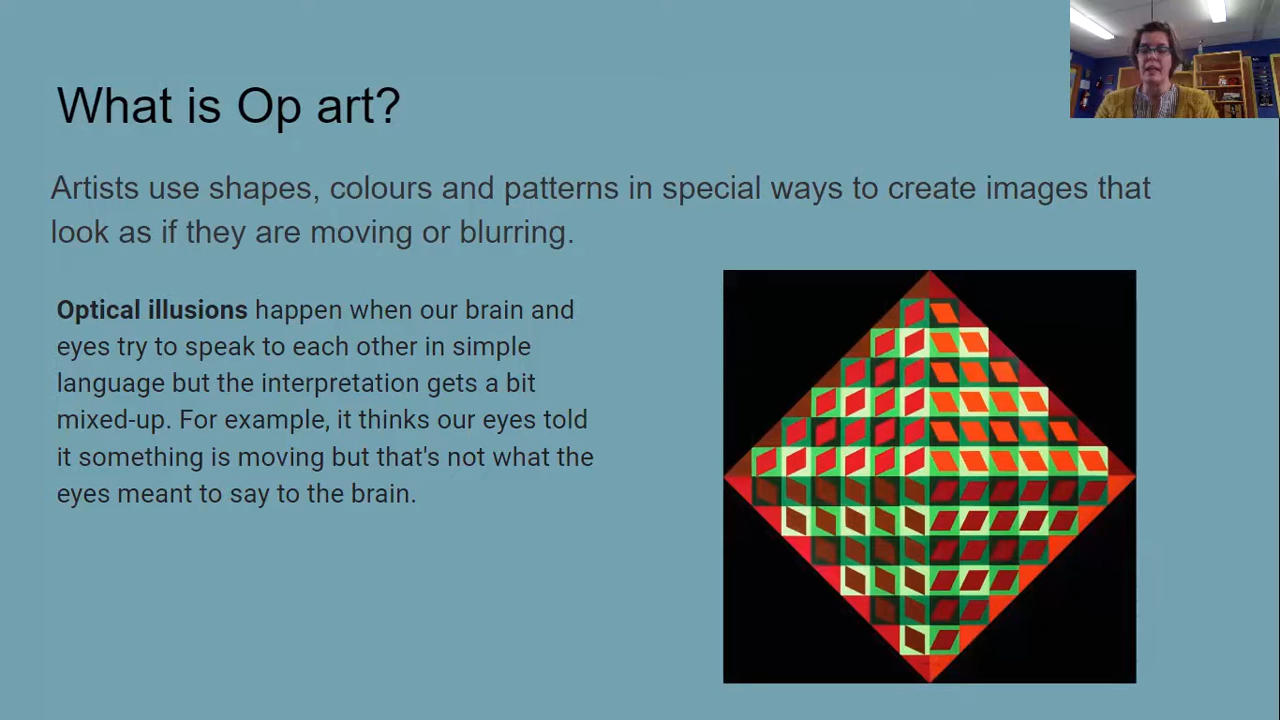 What is Op art?
Artists use shapes, colours and patterns in special ways to create images that
look as if they are moving or blurring.
Optical illusions happen when our brain and
eyes try to speak to each other in simple
language but the interpretation gets a bit
mixed-up. For example, it thinks our eyes told
it something is moving but that's not what the
eyes meant to say to the brain.